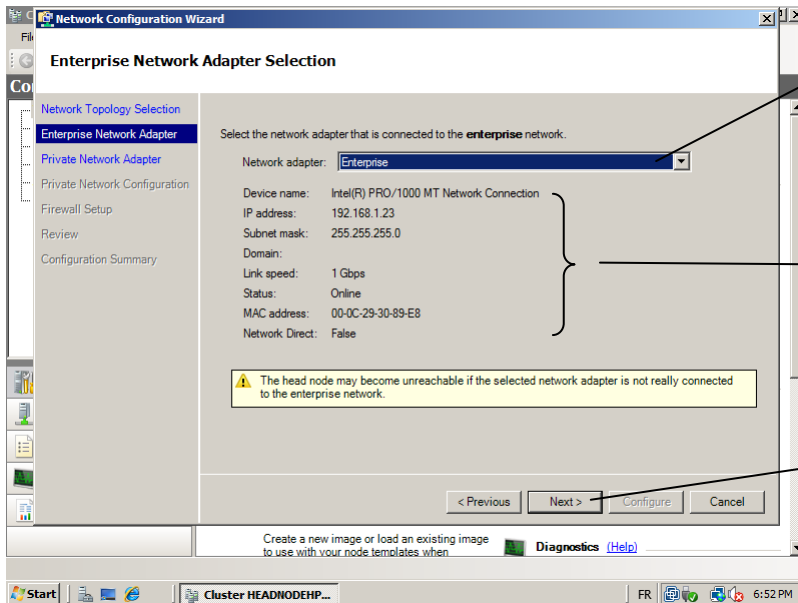 Network Configuration Wizard
Enterprise Network Adapter Selection
Network Topology Selection
Enterprise Network Adapter
Private Network Adapter
Private Network Configuration
Firewall Setup
Review
Configuration Summary
Select the network adapter that is connected to the enterprise network.
Network adapter: Enterprise
Device name: Intel(R) PRO/1000 MT Network Connection
IP address: 192.168.1.23
Subnet mask: 255.255.255.0
Domain:
Link speed: 1 Gbps
Status: Online
MAC address: 00-0C-29-30-89-E8
Network Direct: False
The head node may become unreachable if the selected network adapter is not really connected
to the enterprise network.
< Previous Next > Configure Cancel
Create a new image or load an existing image
to use with your node templates when
Diagnostics (Help)
Start Cluster HEADNODEHP... FR 6:52 PM